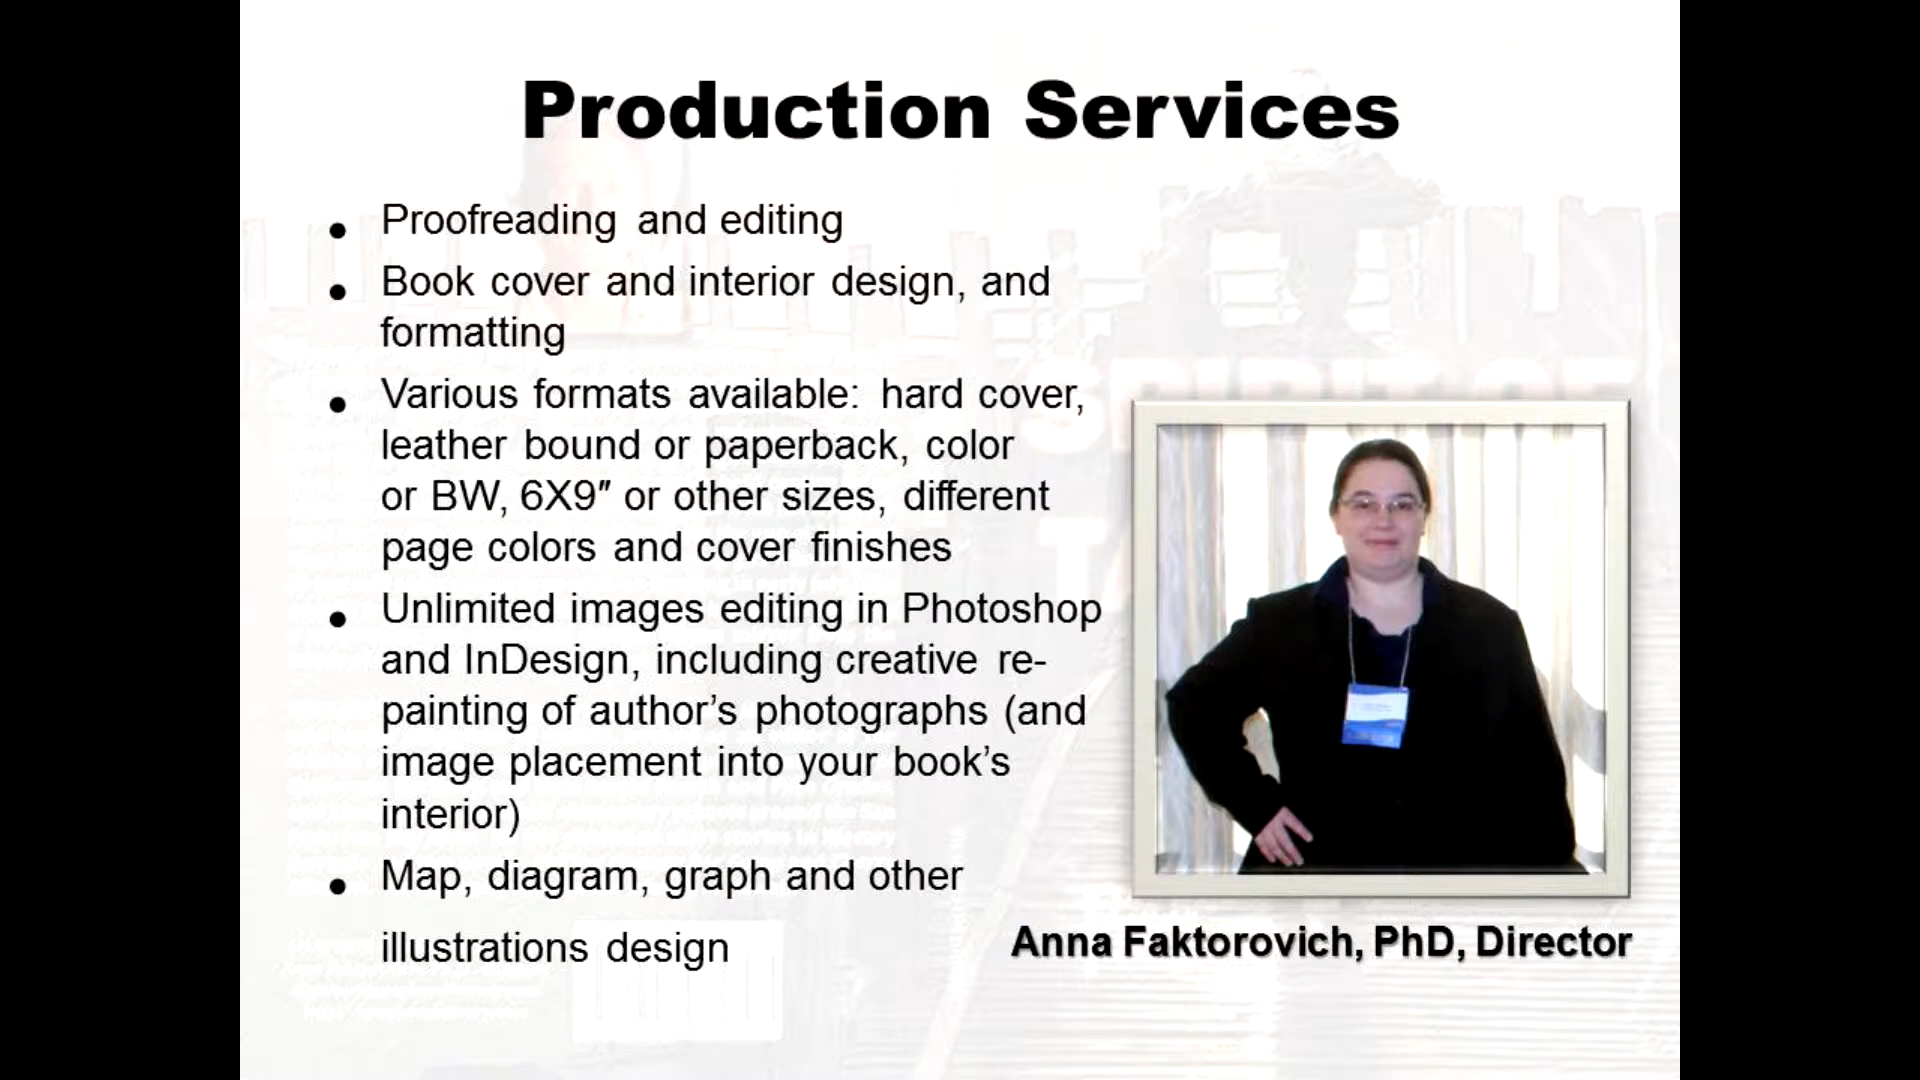 Production Services
• Proofreading and editing
• Book cover and interior design, and
formatting
• Various formats available: hard cover,
leather bound or paperback, color
or BW, 6X9″ or other sizes, different
page colors and cover finishes
• Unlimited images editing in Photoshop
and InDesign, including creative re-
painting of author’s photographs (and
image placement into your book’s
interior)
• Map, diagram, graph and other
illustrations design
Anna Faktorovich, PhD, Director